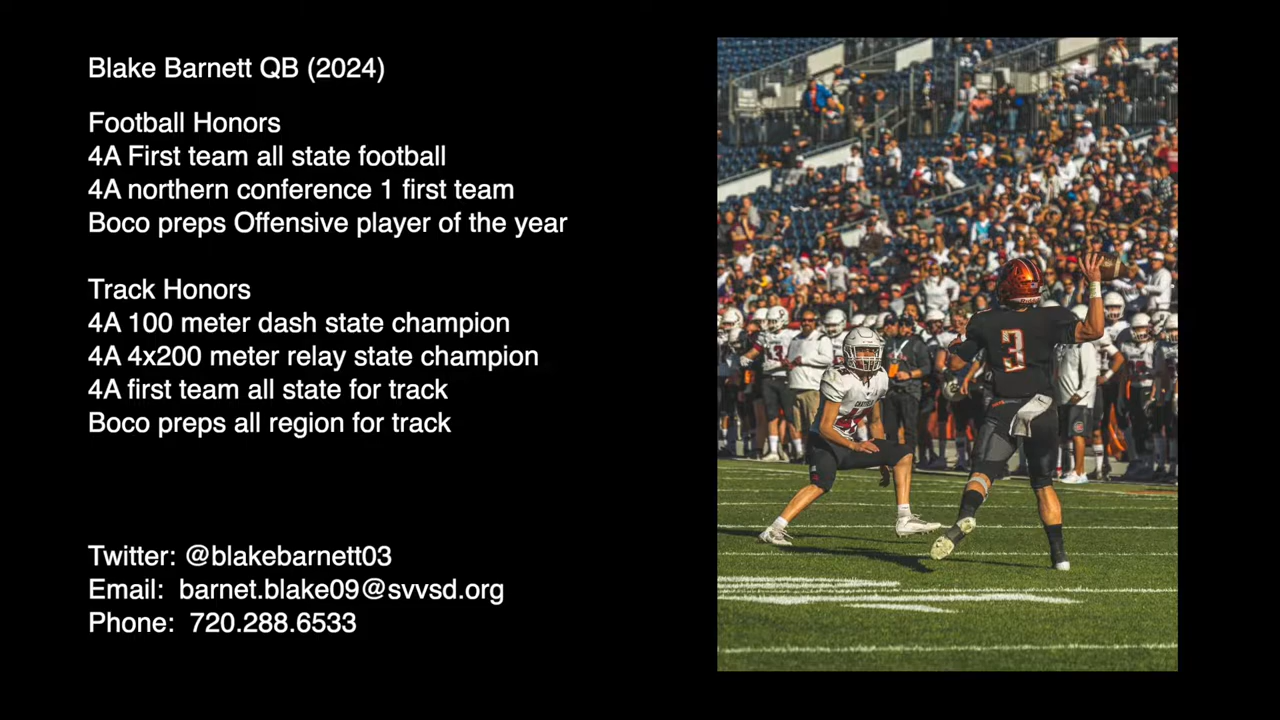 Blake Barnett QB (2024)
Football Honors
4A First team all state football
4A northern conference 1 first team
Boco preps Offensive player of the year
Track Honors
4A 100 meter dash state champion
4A 4x200 meter relay state champion
4A first team all state for track
Boco preps all region for track
Twitter: @blakebarnett03
Email: barnet.blake09@svvsd.org
Phone: 720.288.6533
3